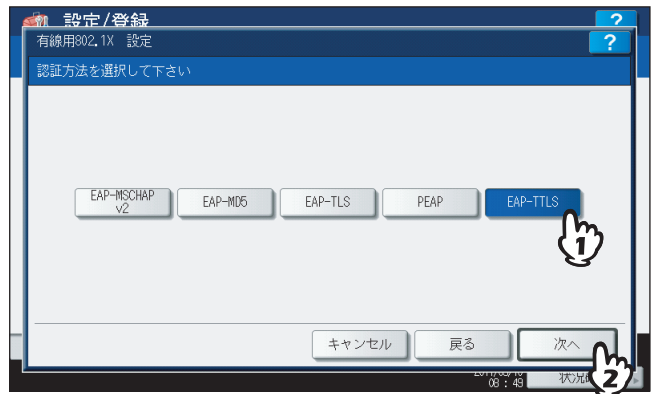 設定/登録
?
有線用802.1X 設定
?
認証方法を選択して下さい
EAP-MSCHAP
v2
EAP-MD5
EAP-TLS
PEAP
EAP-TTLS
1
キャンセル
戻る
次へ
2
08:49
状況